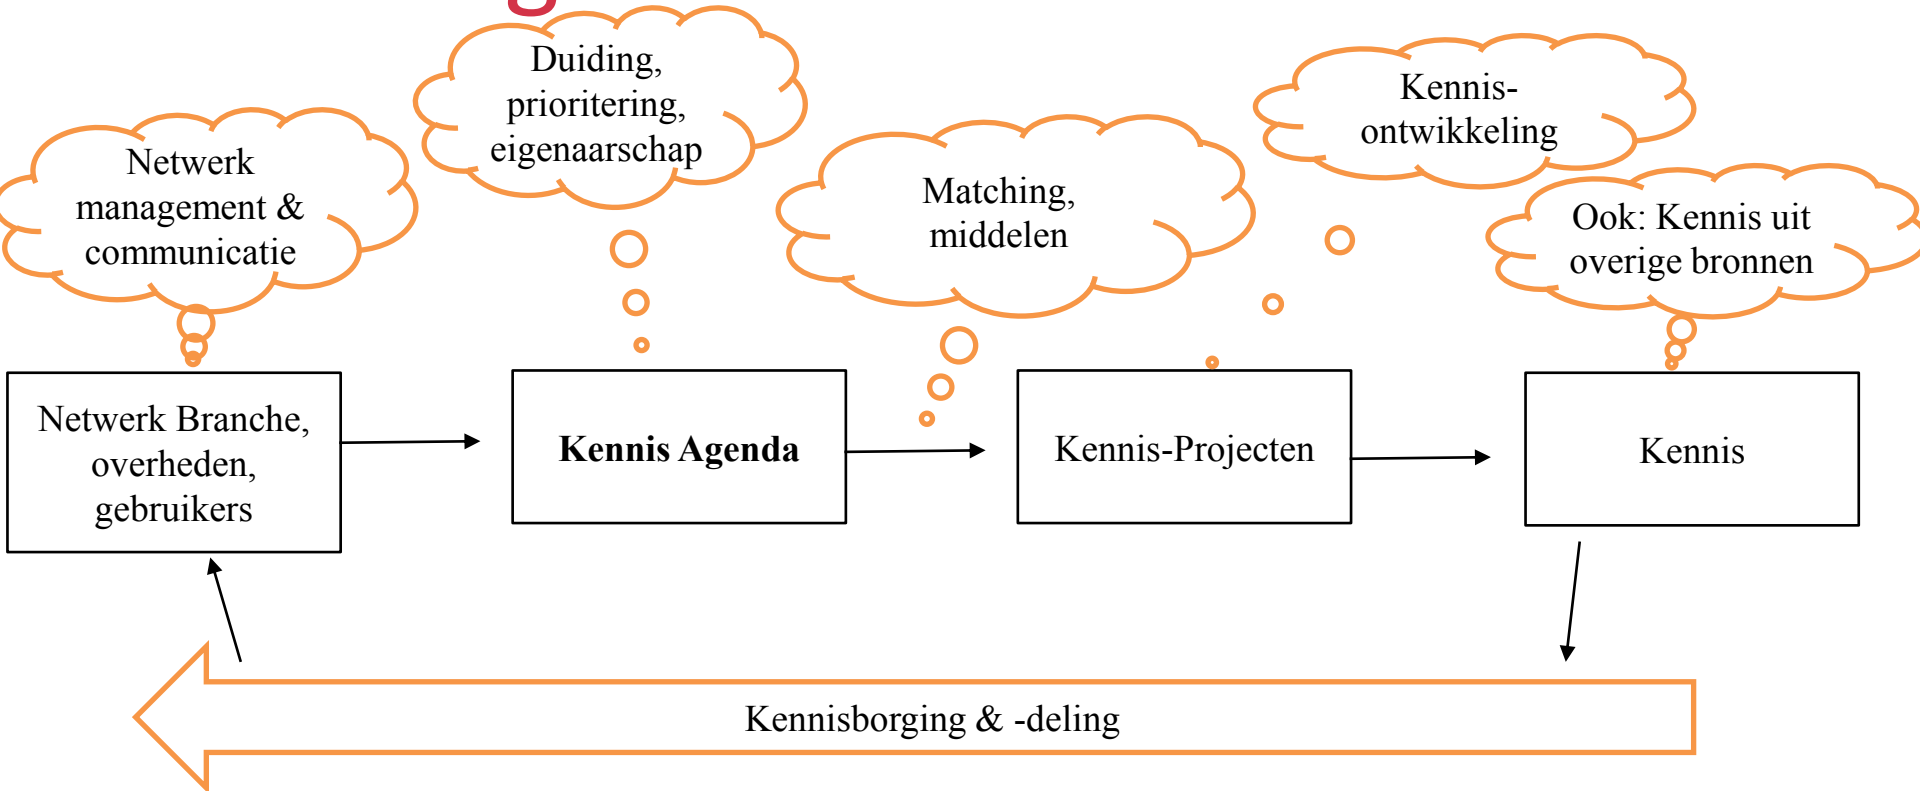 g
Duiding,
prioritering,
eigenaarschap
Kennis-
ontwikkeling
Netwerk
management &
communicatie
Matching,
middelen
Ook: Kennis uit
overige bronnen
Netwerk Branche,
overheden,
gebruikers
Kennis Agenda
Kennis-Projecten
Kennis
Kennisborging & -deling